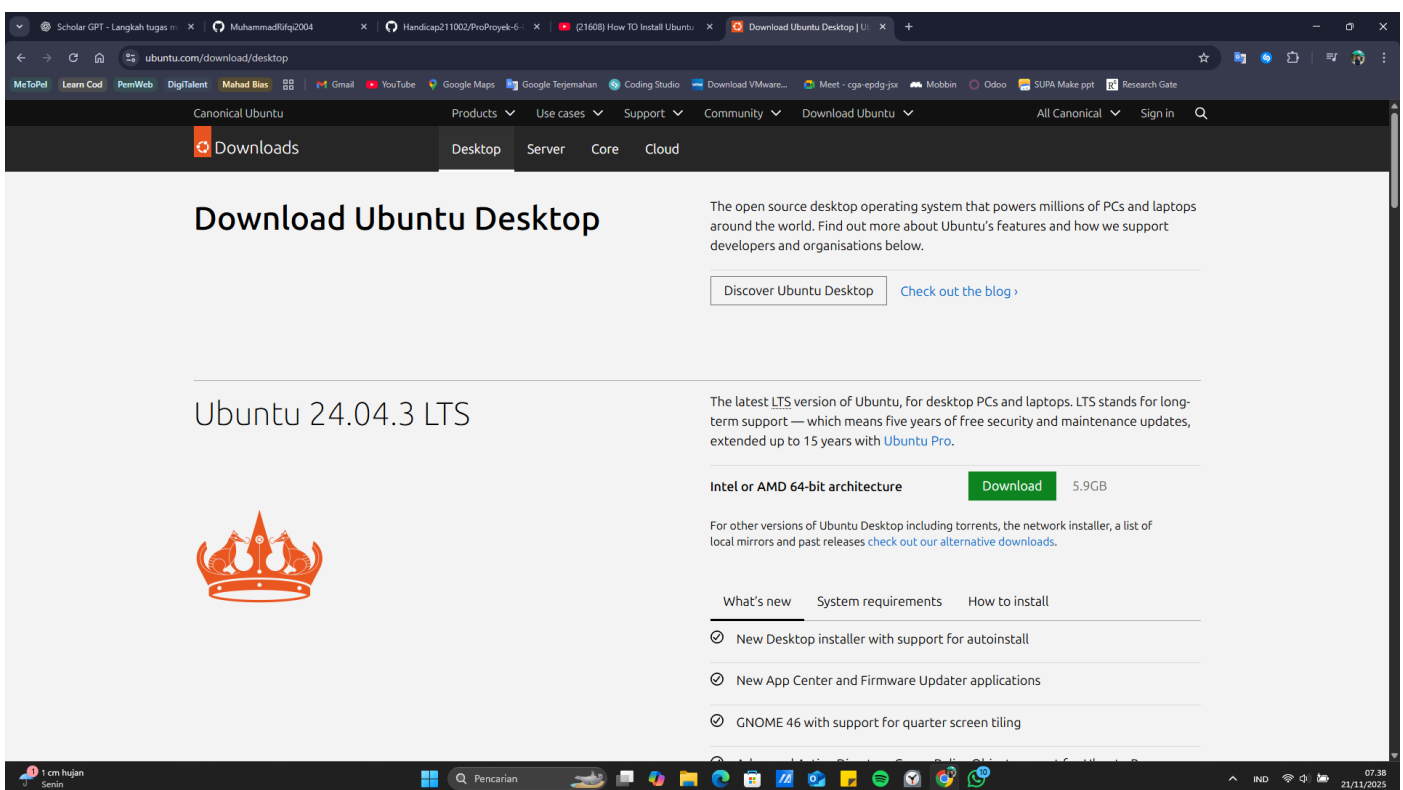 Scholar GPT - Langkah tugas m
MuhammadRifqi2004
Handicap211002/ProProyek-6-
(21608) How TO Install Ubuntu
Download Ubuntu Desktop | U
ubuntu.com/download/desktop
MeToPel Learn Cod PemWeb DigiTalent Mahad Bias Gmail YouTube Google Maps Google Terjemahan Coding Studio Download VMware... Meet - cga-epdg-jsx Mobbin Odoo SUPA Make ppt Research Gate
Canonical Ubuntu Products Use cases Support Community Download Ubuntu All Canonical Sign in
Downloads Desktop Server Core Cloud
Download Ubuntu Desktop
The open source desktop operating system that powers millions of PCs and laptops
around the world. Find out more about Ubuntu's features and how we support
developers and organisations below.
Discover Ubuntu Desktop Check out the blog ›
Ubuntu 24.04.3 LTS
The latest LTS version of Ubuntu, for desktop PCs and laptops. LTS stands for long-
term support — which means five years of free security and maintenance updates,
extended up to 15 years with Ubuntu Pro.
Intel or AMD 64-bit architecture Download 5.9GB
For other versions of Ubuntu Desktop including torrents, the network installer, a list of
local mirrors and past releases check out our alternative downloads.
What's new System requirements How to install
New Desktop installer with support for autoinstall
New App Center and Firmware Updater applications
GNOME 46 with support for quarter screen tiling
1 cm hujan
Senin
Pencarian
10
IND
07.38
21/11/2025